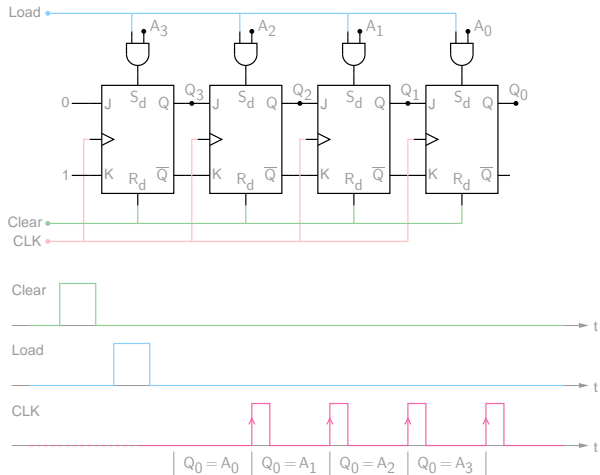 Load
A3 A2 A1 A0
Sd Sd Sd Sd
0 J Q Q3 J Q Q2 J Q Q1 J Q Q0
1 K Rd Q̅ K Rd Q̅ K Rd Q̅ K Rd Q̅
Clear
CLK
Clear
t
Load
t
CLK
t
Q0 = A0 Q0 = A1 Q0 = A2 Q0 = A3